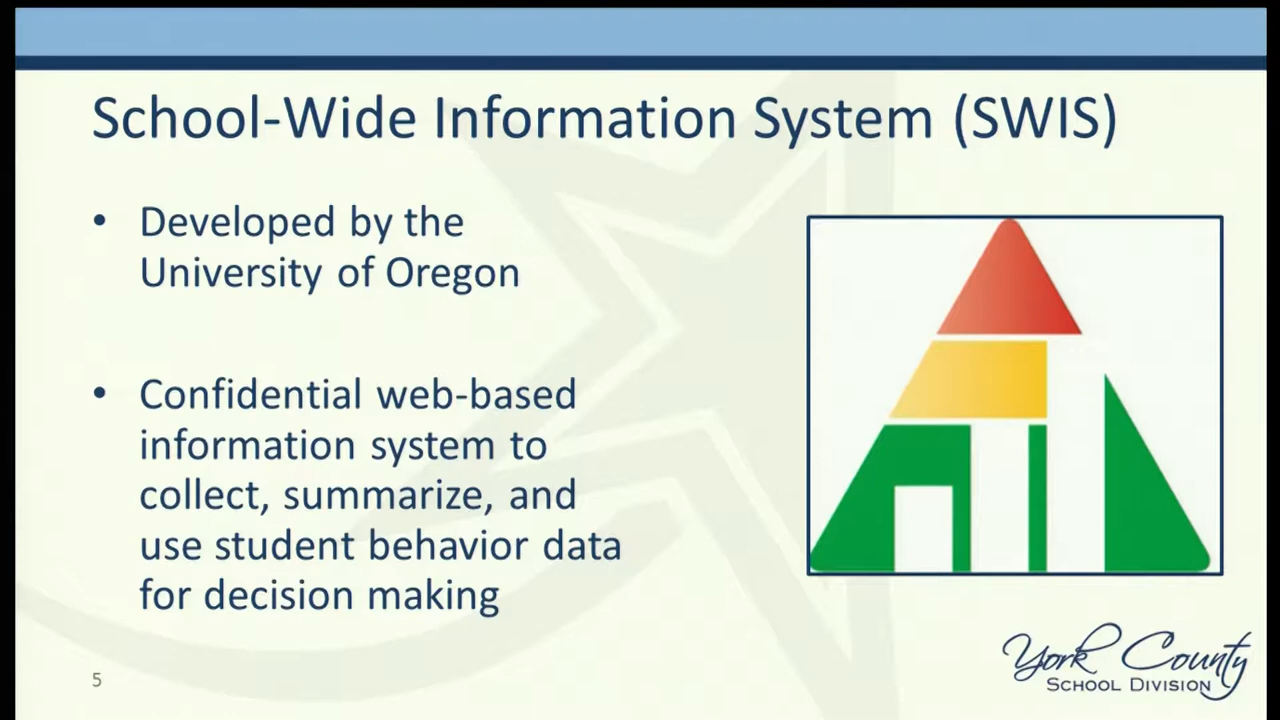 School-Wide Information System (SWIS)
• Developed by the
University of Oregon
• Confidential web-based
information system to
collect, summarize, and
use student behavior data
for decision making
5
York County
SCHOOL DIVISION